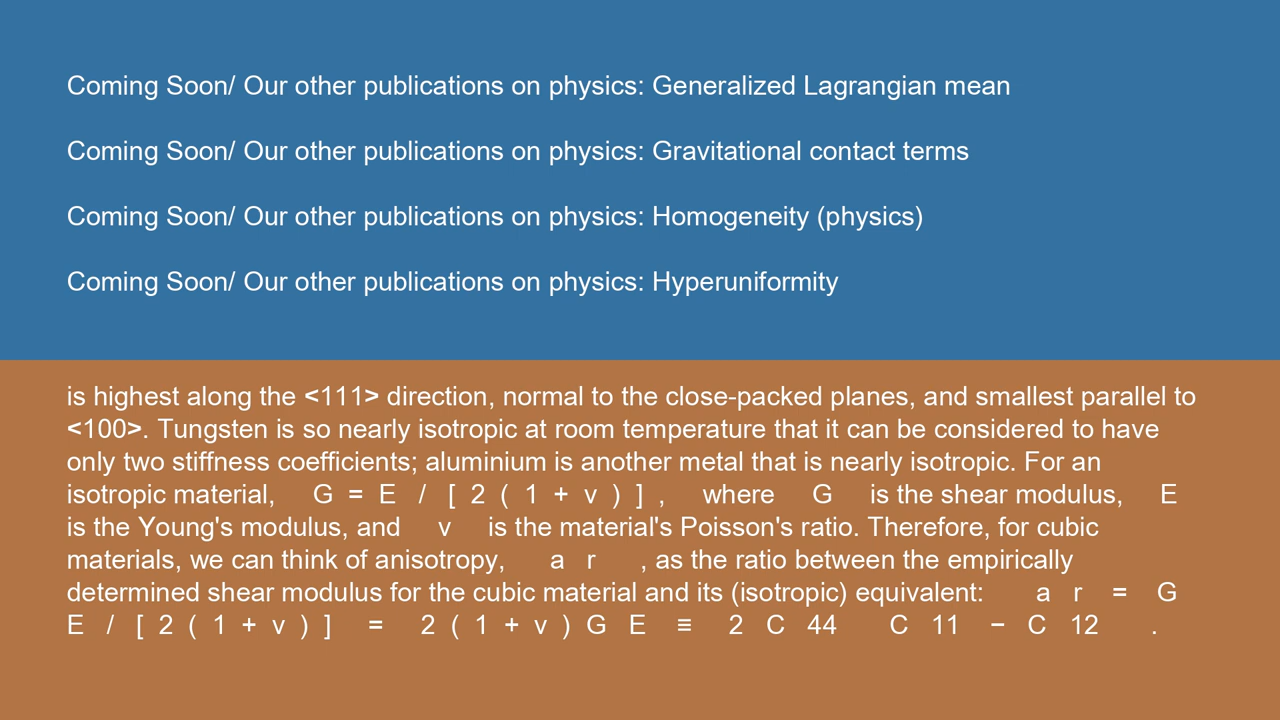 Coming Soon/ Our other publications on physics: Generalized Lagrangian mean
Coming Soon/ Our other publications on physics: Gravitational contact terms
Coming Soon/ Our other publications on physics: Homogeneity (physics)
Coming Soon/ Our other publications on physics: Hyperuniformity
is highest along the <111> direction, normal to the close-packed planes, and smallest parallel to
<100>. Tungsten is so nearly isotropic at room temperature that it can be considered to have
only two stiffness coefficients; aluminium is another metal that is nearly isotropic. For an
isotropic material, G = E / [ 2 ( 1 + v ) ] , where G is the shear modulus, E
is the Young's modulus, and v is the material's Poisson's ratio. Therefore, for cubic
materials, we can think of anisotropy, a r , as the ratio between the empirically
determined shear modulus for the cubic material and its (isotropic) equivalent: a r = G
E / [ 2 ( 1 + v ) ] = 2 ( 1 + v ) G E ≡ 2 C 44 C 11 − C 12 .